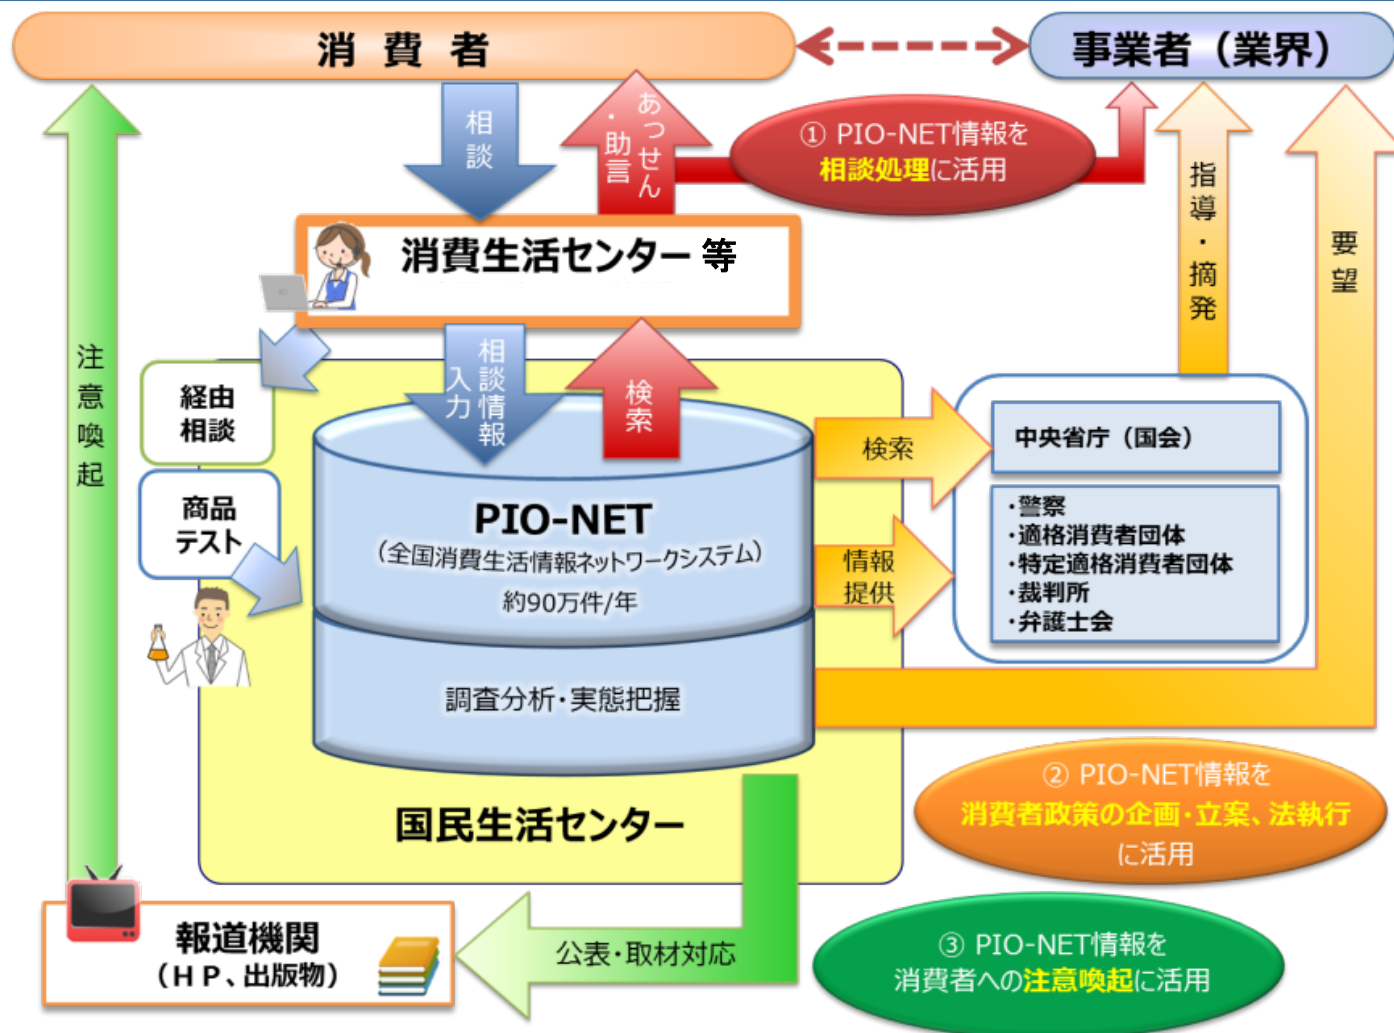 消 費 者
事業者（業界）
相談
あっせん
・助言
① PIO-NET情報を
相談処理に活用
指導・摘発
要望
消費生活センター 等
注意喚起
経由
相談
相談情報
入力
検索
商品
テスト
PIO-NET
（全国消費生活情報ネットワークシステム）
約90万件/年
調査分析・実態把握
検索
情報
提供
中央省庁（国会）
・警察
・適格消費者団体
・特定適格消費者団体
・裁判所
・弁護士会
国民生活センター
② PIO-NET情報を
消費者政策の企画・立案、法執行
に活用
報道機関
（ＨＰ、出版物）
公表・取材対応
③ PIO-NET情報を
消費者への注意喚起に活用